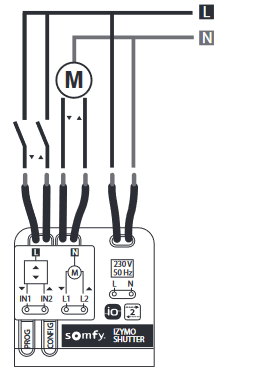 L
N
M
L
N
230 V
50 Hz
M
L N
IN1 IN2 L1 L2
io 2
PROG
CONFIG
somfy.
IZYMO
SHUTTER